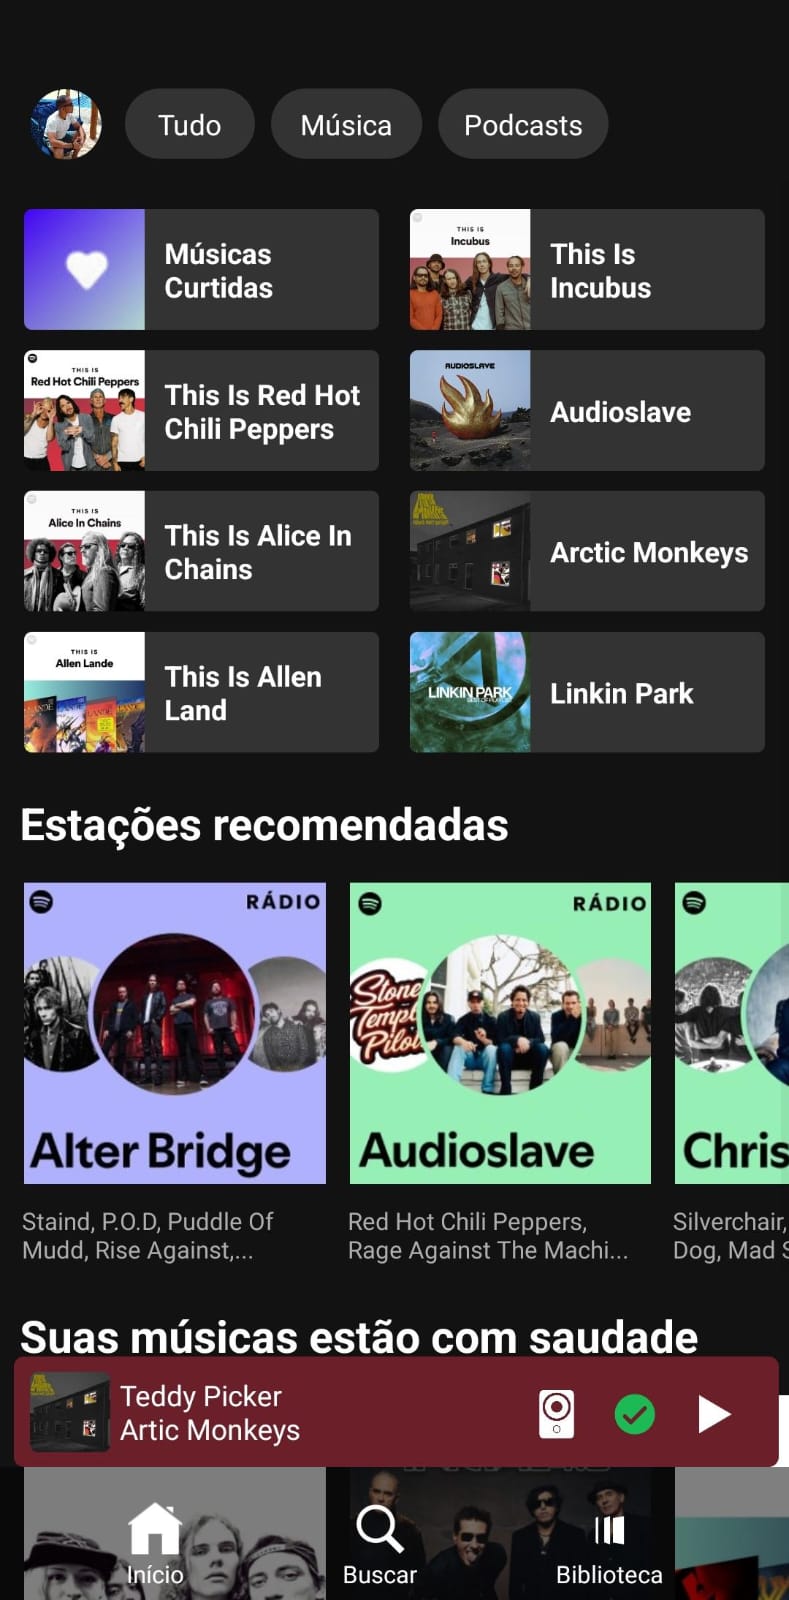 Tudo
Música
Podcasts
Músicas
Curtidas
THIS IS
Incubus
This Is
Incubus
THIS IS
Red Hot Chili Peppers
This Is Red Hot
Chili Peppers
AUDIOSLAVE
Audioslave
THIS IS
Alice In Chains
This Is Alice In
Chains
Arctic Monkeys
THIS IS
Allen Lande
This Is Allen
Land
LINKIN PARK
Linkin Park
Estações recomendadas
RÁDIO
Alter Bridge
RÁDIO
Stone
Templ
Pilot
Audioslave
Chris
Staind, P.O.D, Puddle Of
Mudd, Rise Against,...
Red Hot Chili Peppers,
Rage Against The Machi...
Silverchair,
Dog, Mad S
Suas músicas estão com saudade
Teddy Picker
Artic Monkeys
Início
Buscar
Biblioteca